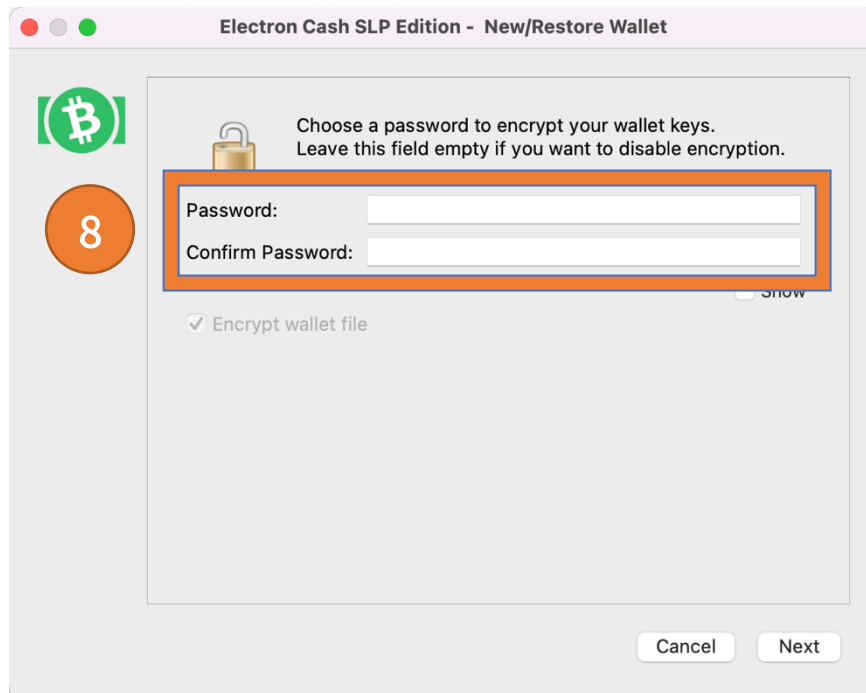 Electron Cash SLP Edition - New/Restore Wallet
Choose a password to encrypt your wallet keys.
Leave this field empty if you want to disable encryption.
8
Password:
Confirm Password:
Show
Encrypt wallet file
Cancel
Next